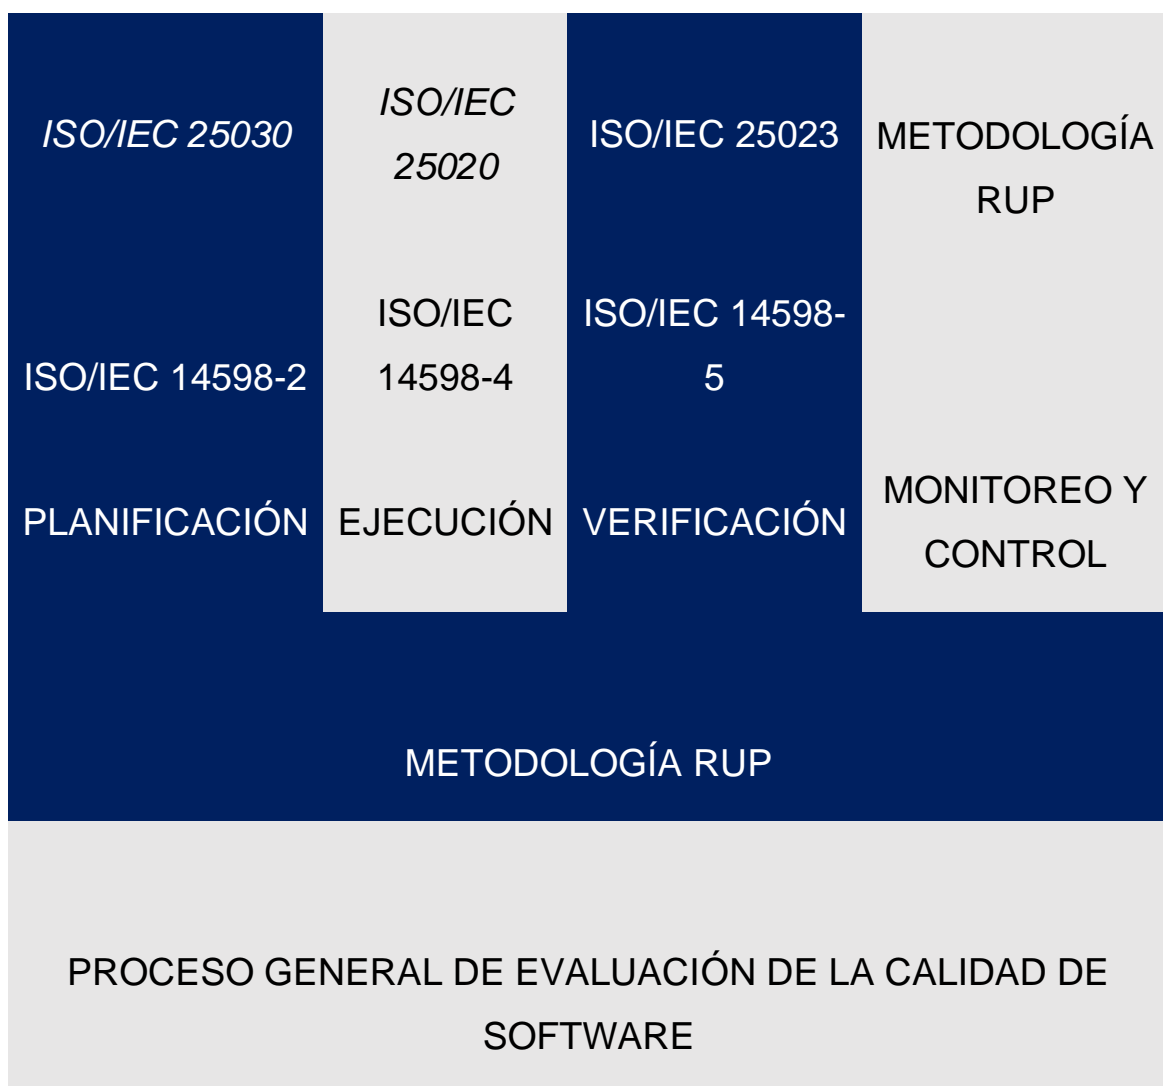 ISO/IEC 25030
ISO/IEC
25020
ISO/IEC 25023
METODOLOGÍA
RUP
ISO/IEC 14598-2
ISO/IEC
14598-4
ISO/IEC 14598-
5
PLANIFICACIÓN
EJECUCIÓN
VERIFICACIÓN
MONITOREO Y
CONTROL
METODOLOGÍA RUP
PROCESO GENERAL DE EVALUACIÓN DE LA CALIDAD DE
SOFTWARE